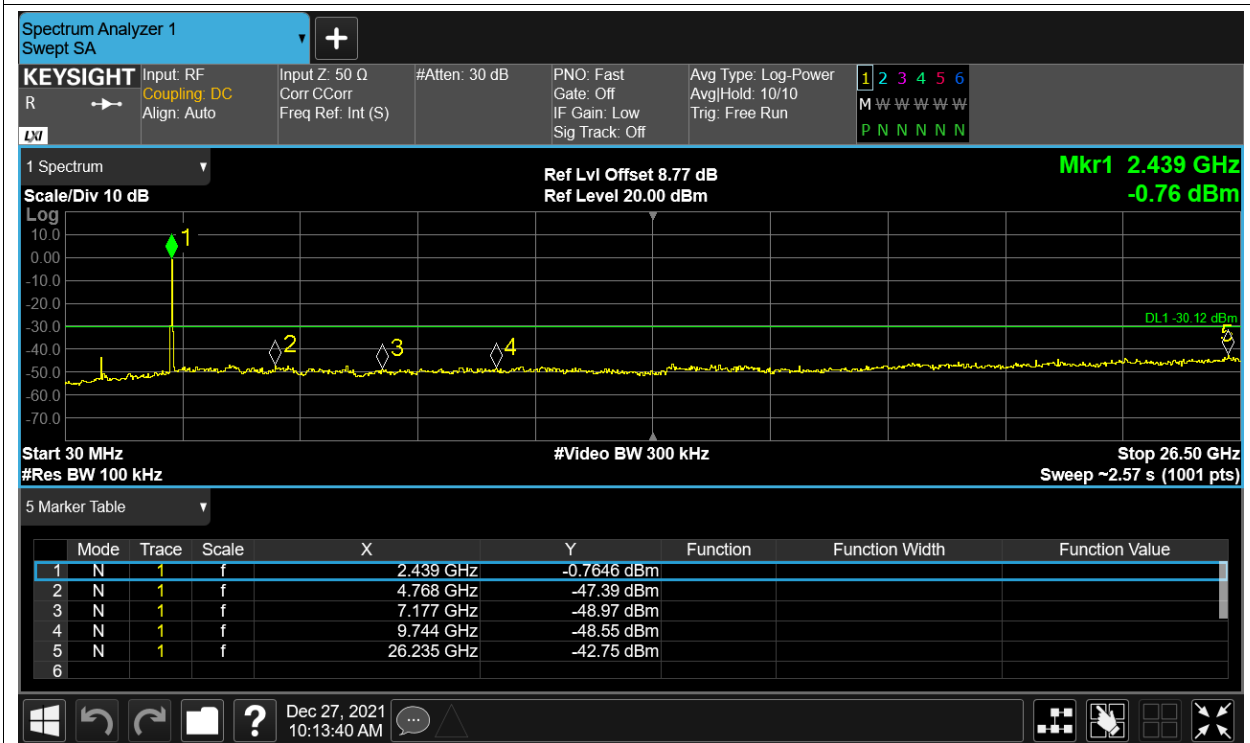 Spectrum Analyzer 1
Swept SA
+
KEYSIGHT Input: RF Input Z: 50 Ω #Atten: 30 dB PNO: Fast Avg Type: Log-Power 1 2 3 4 5 6
R Coupling: DC Corr CCorr Gate: Off Avg|Hold: 10/10 M W W W W W
Align: Auto Freq Ref: Int (S) IF Gain: Low Trig: Free Run
LXI Sig Track: Off P N N N N N
1 Spectrum Ref Lvl Offset 8.77 dB Mkr1 2.439 GHz
Scale/Div 10 dB Ref Level 20.00 dBm -0.76 dBm
Log
10.0
1
0.00
-10.0
-20.0
DL1 -30.12 dBm
-30.0
2 3 4 5
-40.0
-50.0
-60.0
-70.0
Start 30 MHz #Video BW 300 kHz Stop 26.50 GHz
#Res BW 100 kHz Sweep ~2.57 s (1001 pts)
5 Marker Table
Mode Trace Scale X Y Function Function Width Function Value
1 N 1 f 2.439 GHz -0.7646 dBm
2 N 1 f 4.768 GHz -47.39 dBm
3 N 1 f 7.177 GHz -48.97 dBm
4 N 1 f 9.744 GHz -48.55 dBm
5 N 1 f 26.235 GHz -42.75 dBm
6
? Dec 27, 2021
10:13:40 AM